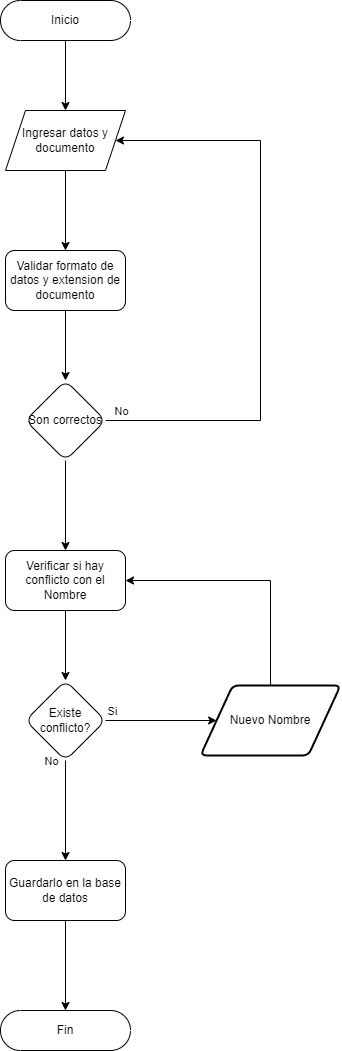 Inicio
Ingresar datos y
documento
Validar formato de
datos y extension de
documento
Son correctos
No
Verificar si hay
conflicto con el
Nombre
Existe
conflicto?
Si
Nuevo Nombre
No
Guardarlo en la base
de datos
Fin